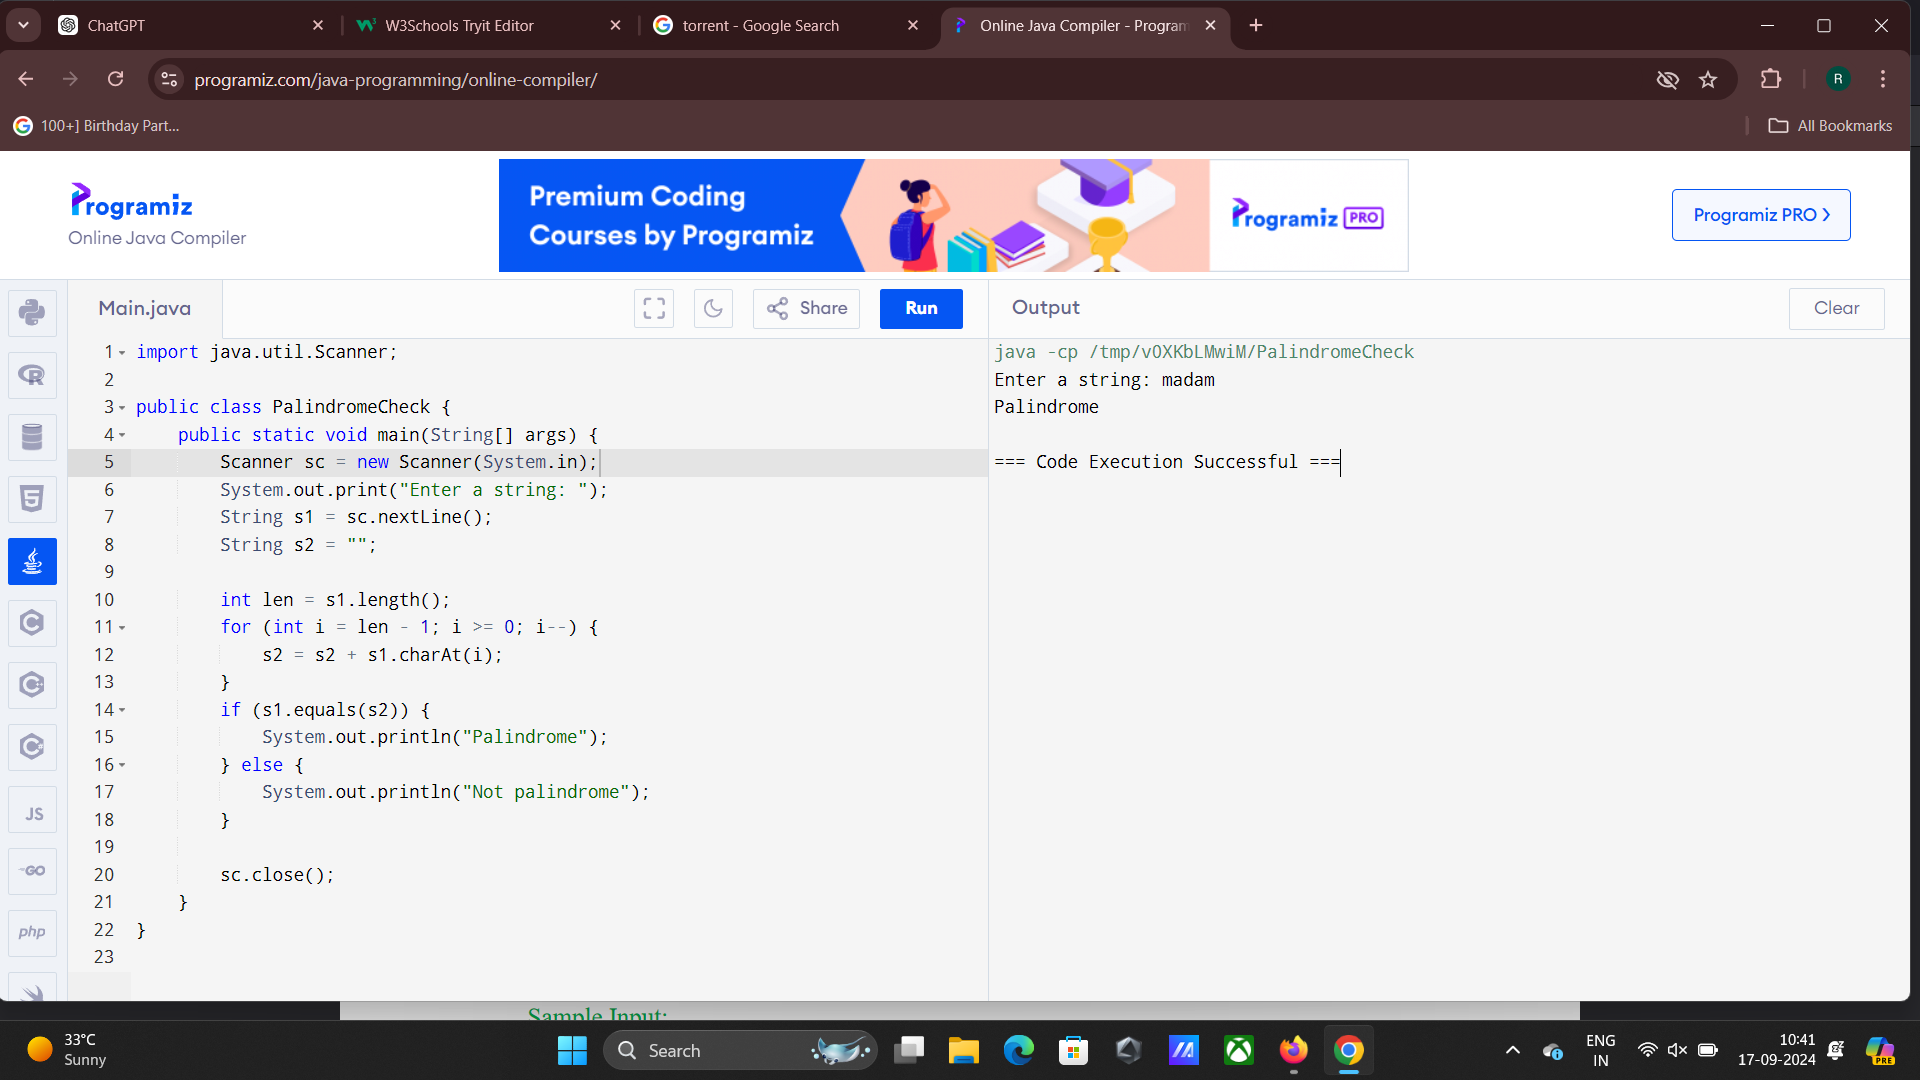 ChatGPT
W3Schools Tryit Editor
torrent - Google Search
Online Java Compiler - Program
programiz.com/java-programming/online-compiler/
R
100+] Birthday Part...
All Bookmarks
Programiz
Online Java Compiler
Premium Coding
Courses by Programiz
Programiz PRO
Programiz PRO >
Main.java
Share
Run
Output
Clear
1 import java.util.Scanner;
2
3 public class PalindromeCheck {
4     public static void main(String[] args) {
5         Scanner sc = new Scanner(System.in);
6         System.out.print("Enter a string: ");
7         String s1 = sc.nextLine();
8         String s2 = "";
9
10         int len = s1.length();
11         for (int i = len - 1; i >= 0; i--) {
12             s2 = s2 + s1.charAt(i);
13         }
14         if (s1.equals(s2)) {
15             System.out.println("Palindrome");
16         } else {
17             System.out.println("Not palindrome");
18         }
19
20         sc.close();
21     }
22 }
23
java -cp /tmp/v0XKbLMwiM/PalindromeCheck
Enter a string: madam
Palindrome
=== Code Execution Successful ===
R
5
C
C
C
JS
GO
php
Sample Input:
33°C
Sunny
Search
ENG
IN
10:41
17-09-2024
PRE